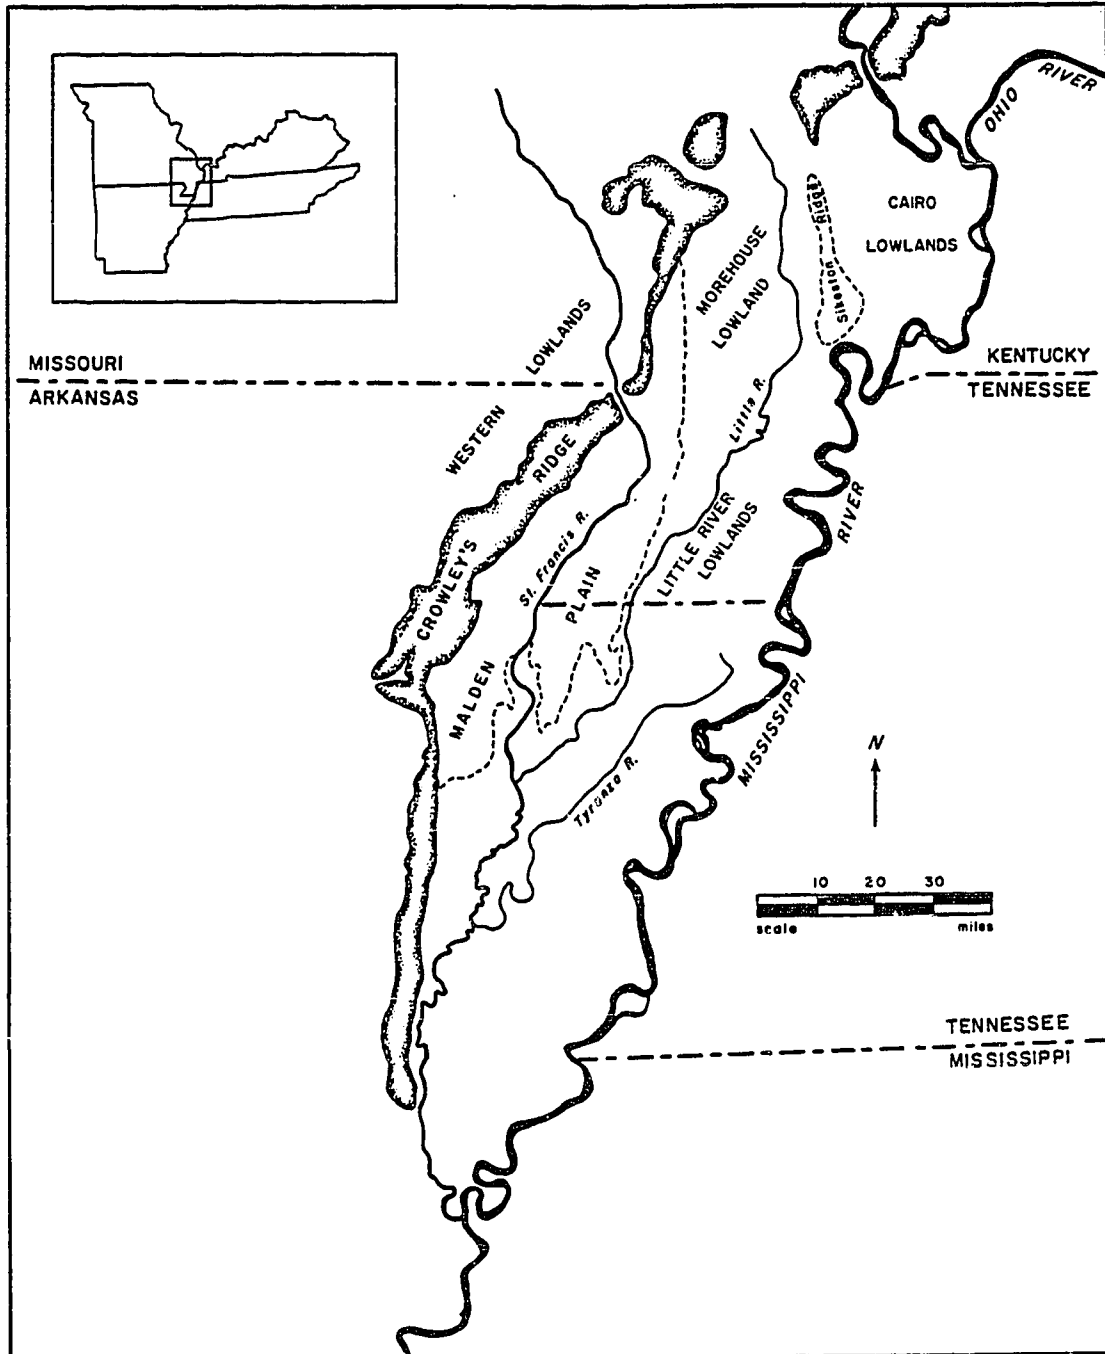 OHIO
RIVER
CAIRO
LOWLANDS
Sikeston
Ridge
MOREHOUSE
LOWLAND
WESTERN
LOWLANDS
MISSOURI
ARKANSAS
KENTUCKY
TENNESSEE
Little R.
CROWLEY'S
RIDGE
St. Francis R.
LITTLE RIVER
LOWLANDS
MALDEN
PLAIN
MISSISSIPPI
RIVER
Tyronza R.
N
10 20 30
scale miles
TENNESSEE
MISSISSIPPI